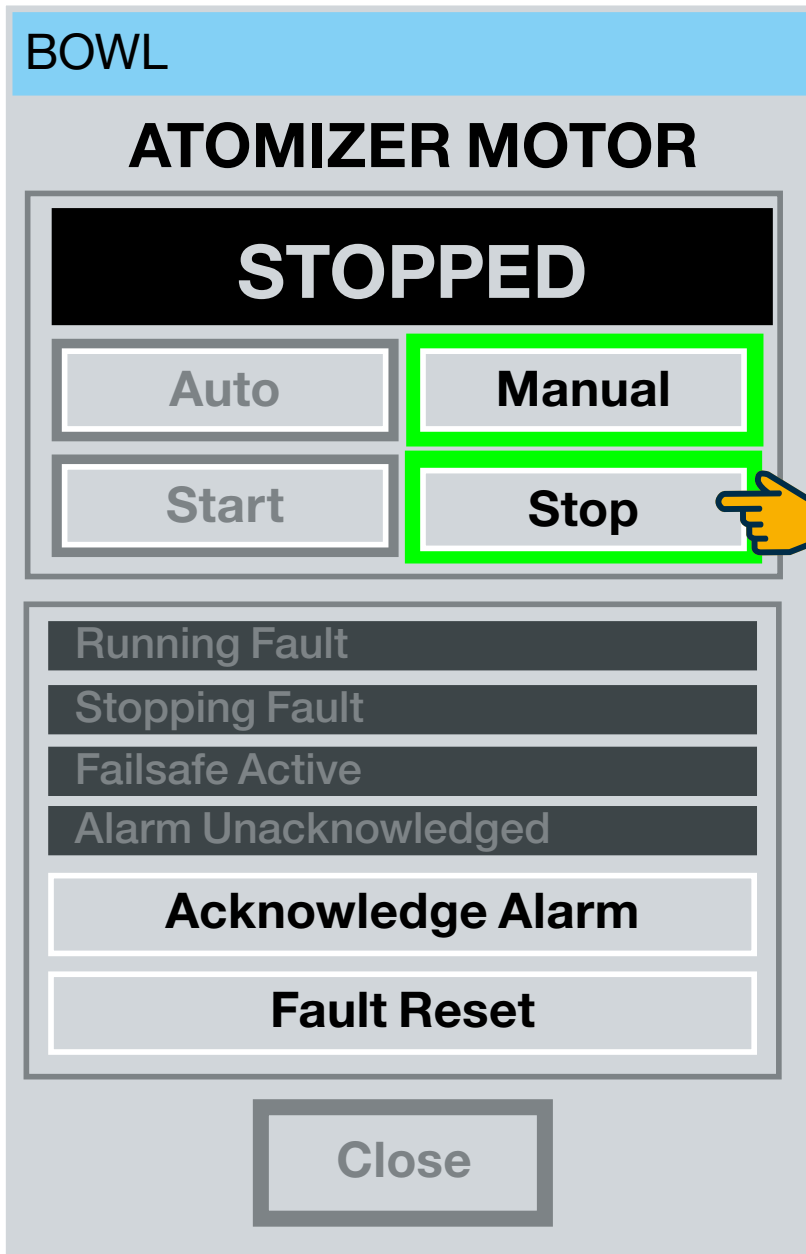 BOWL
ATOMIZER MOTOR
STOPPED
Auto Manual
Start Stop
Running Fault
Stopping Fault
Failsafe Active
Alarm Unacknowledged
Acknowledge Alarm
Fault Reset
Close